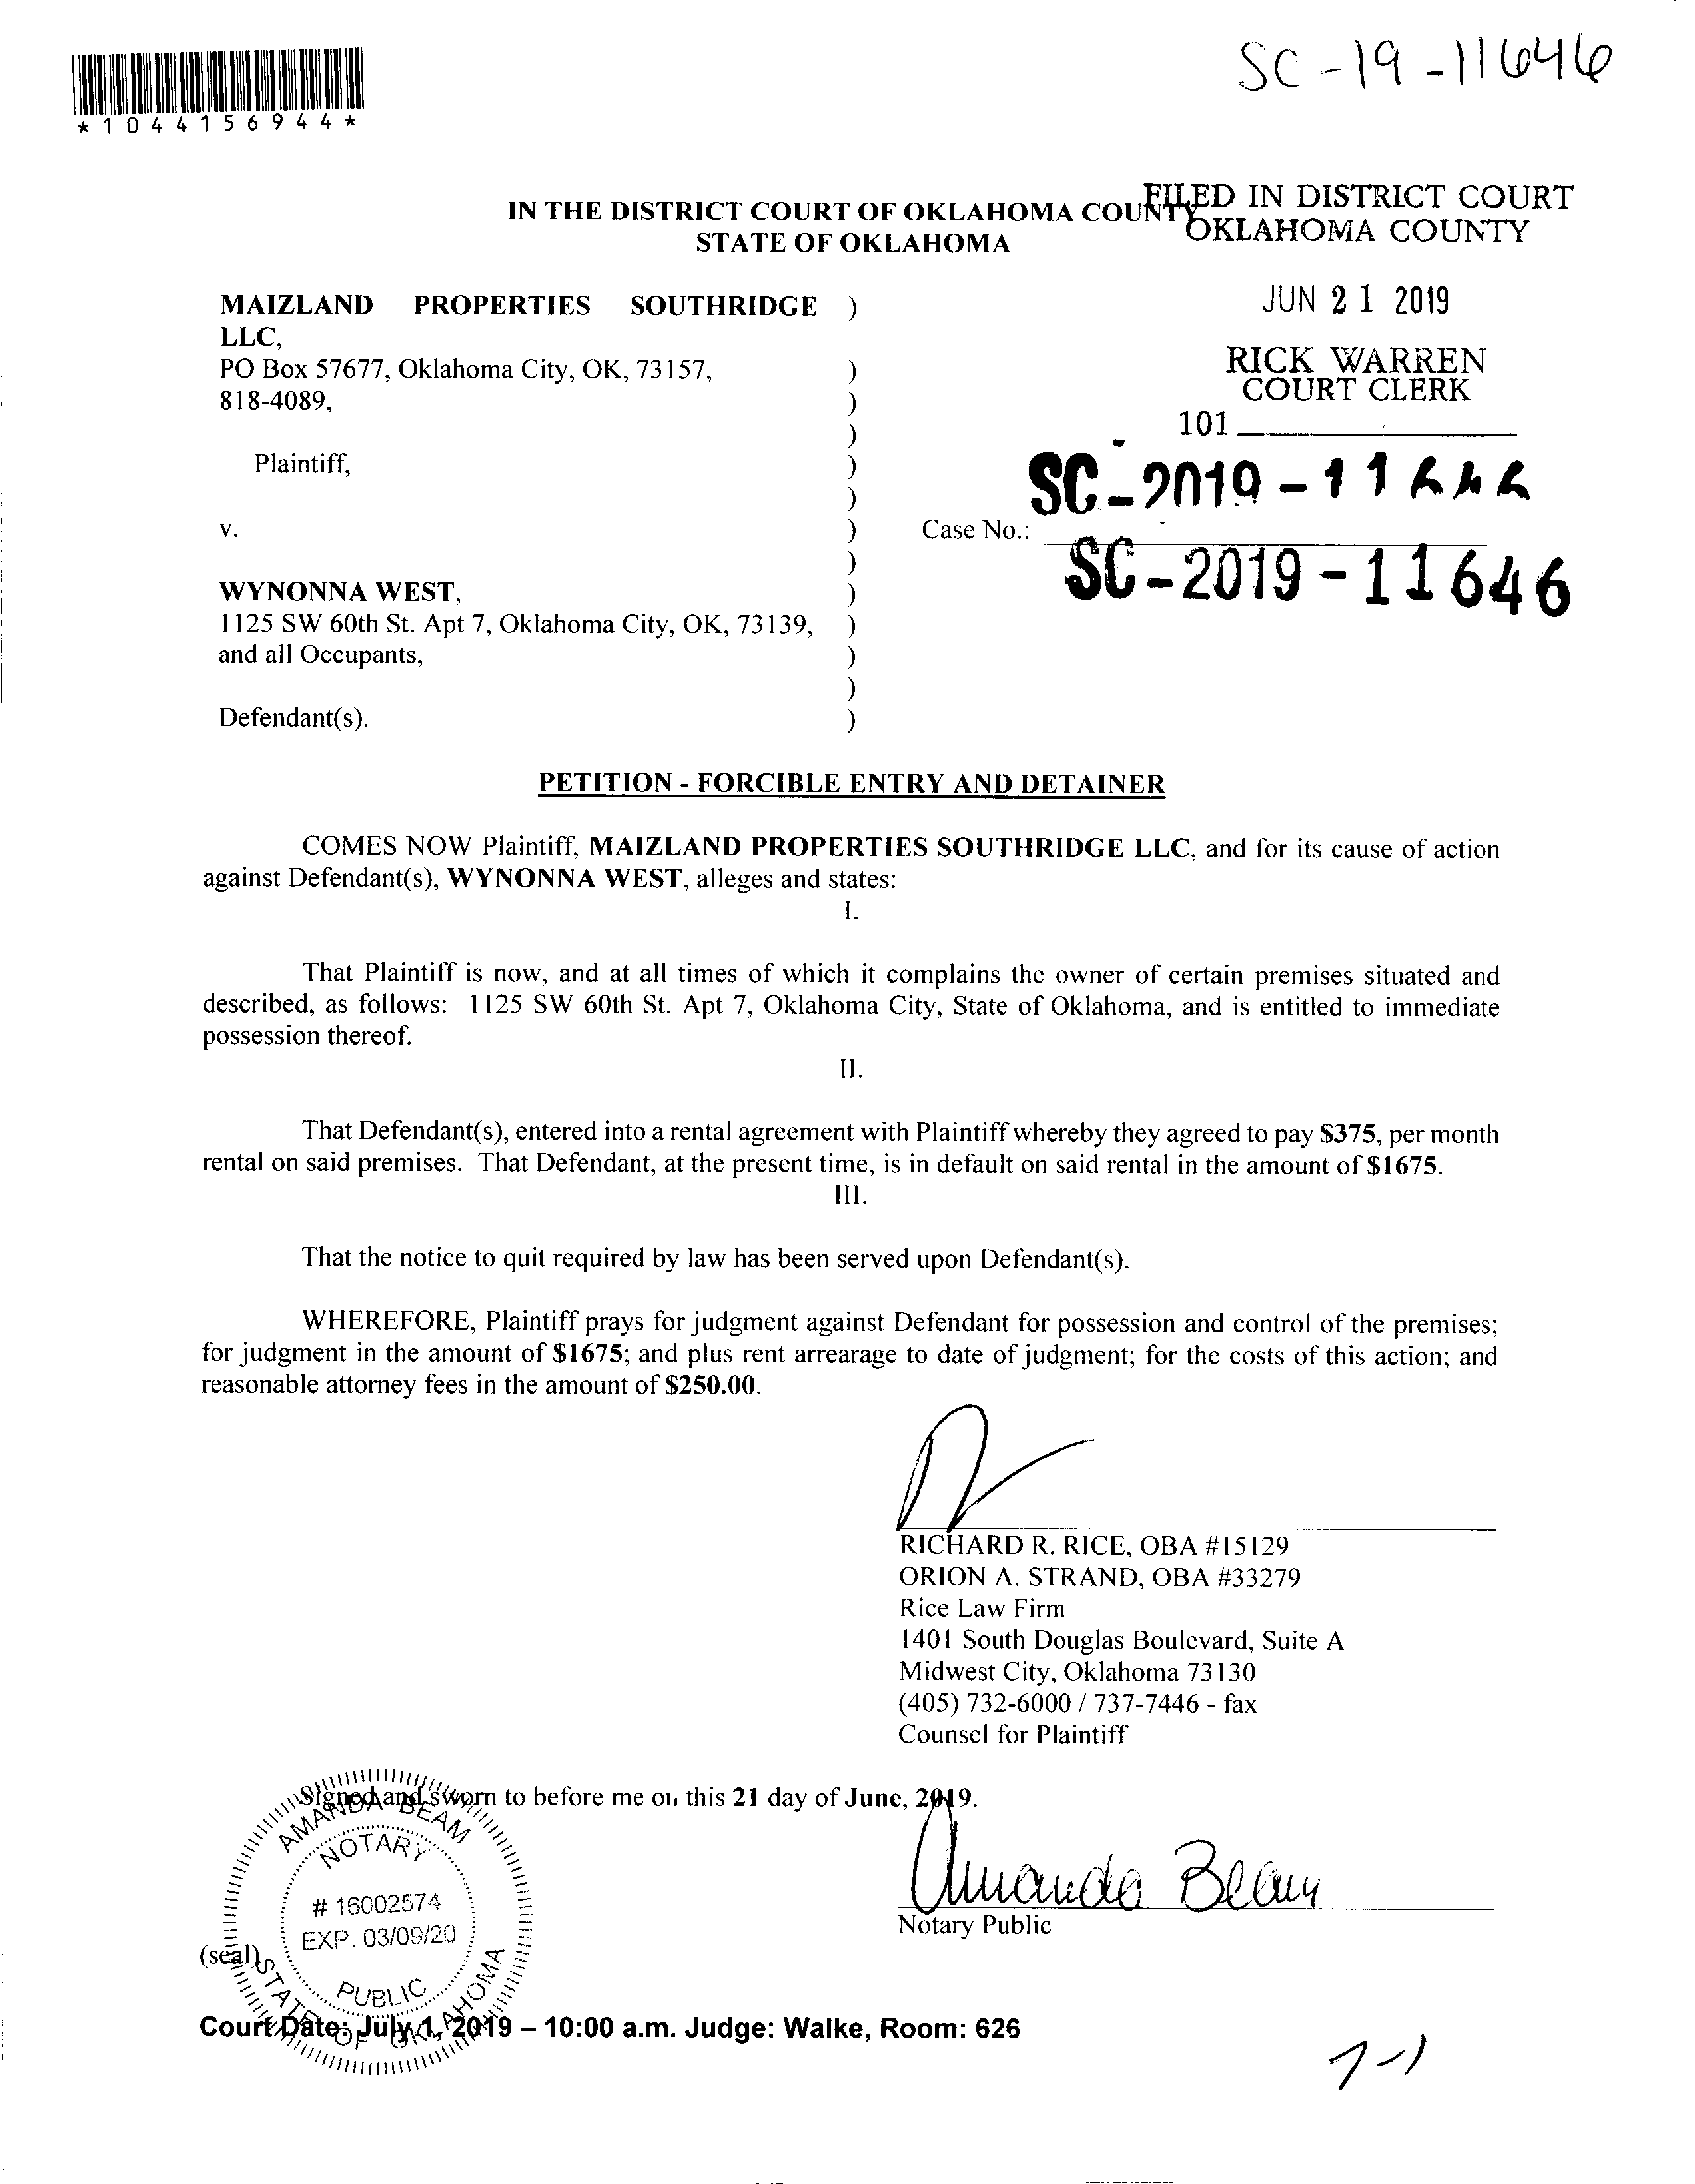 *1044156944*
SC-19-11646
IN THE DISTRICT COURT OF OKLAHOMA COUNTY
STATE OF OKLAHOMA
FILED IN DISTRICT COURT
OKLAHOMA COUNTY
JUN 21 2019
RICK WARREN
COURT CLERK
101
MAIZLAND PROPERTIES SOUTHRIDGE )
LLC,
PO Box 57677, Oklahoma City, OK, 73157, )
818-4089, )
)
Plaintiff, )
)
v. )
)
WYNONNA WEST, )
1125 SW 60th St. Apt 7, Oklahoma City, OK, 73139, )
and all Occupants, )
)
Defendant(s). )
SC-2019-11646
Case No.:
SC-2019-11646
PETITION - FORCIBLE ENTRY AND DETAINER
COMES NOW Plaintiff, MAIZLAND PROPERTIES SOUTHRIDGE LLC, and for its cause of action
against Defendant(s), WYNONNA WEST, alleges and states:
I.
That Plaintiff is now, and at all times of which it complains the owner of certain premises situated and
described, as follows: 1125 SW 60th St. Apt 7, Oklahoma City, State of Oklahoma, and is entitled to immediate
possession thereof.
II.
That Defendant(s), entered into a rental agreement with Plaintiff whereby they agreed to pay $375, per month
rental on said premises. That Defendant, at the present time, is in default on said rental in the amount of $1675.
III.
That the notice to quit required by law has been served upon Defendant(s).
WHEREFORE, Plaintiff prays for judgment against Defendant for possession and control of the premises;
for judgment in the amount of $1675; and plus rent arrearage to date of judgment; for the costs of this action; and
reasonable attorney fees in the amount of $250.00.
RICHARD R. RICE, OBA #15129
ORION A. STRAND, OBA #33279
Rice Law Firm
1401 South Douglas Boulevard, Suite A
Midwest City, Oklahoma 73130
(405) 732-6000 / 737-7446 - fax
Counsel for Plaintiff
Signed and sworn to before me on this 21 day of June, 2019.
AMANDA BEAM
NOTARY
# 16002574
EXP. 03/09/20
PUBLIC
STATE OF OKLAHOMA
Amanda Beam
Notary Public
(seal)
Court Date: July 1, 2019 – 10:00 a.m. Judge: Walke, Room: 626
7-1